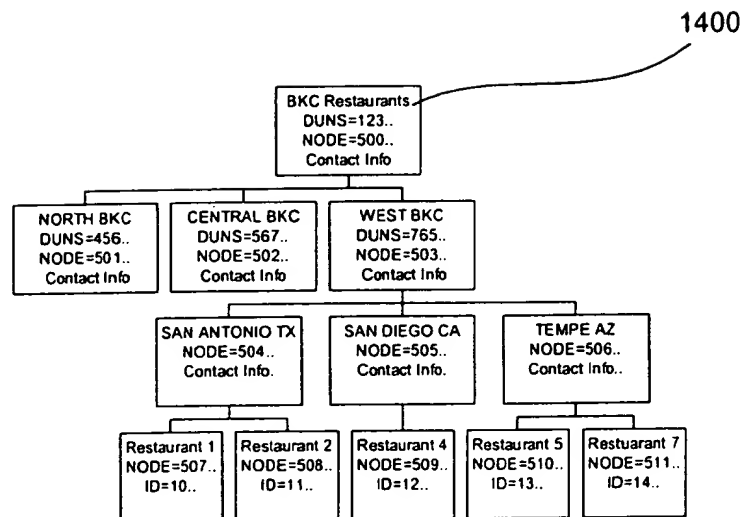 1400
BKC Restaurants
DUNS=123..
NODE=500..
Contact Info
NORTH BKC
DUNS=456..
NODE=501..
Contact Info
CENTRAL BKC
DUNS=567..
NODE=502..
Contact Info
WEST BKC
DUNS=765..
NODE=503..
Contact Info
SAN ANTONIO TX
NODE=504..
Contact Info.
SAN DIEGO CA
NODE=505..
Contact Info.
TEMPE AZ
NODE=506..
Contact Info..
Restaurant 1
NODE=507..
ID=10..
Restaurant 2
NODE=508..
ID=11..
Restaurant 4
NODE=509..
ID=12..
Restaurant 5
NODE=510..
ID=13..
Restuarant 7
NODE=511..
ID=14..